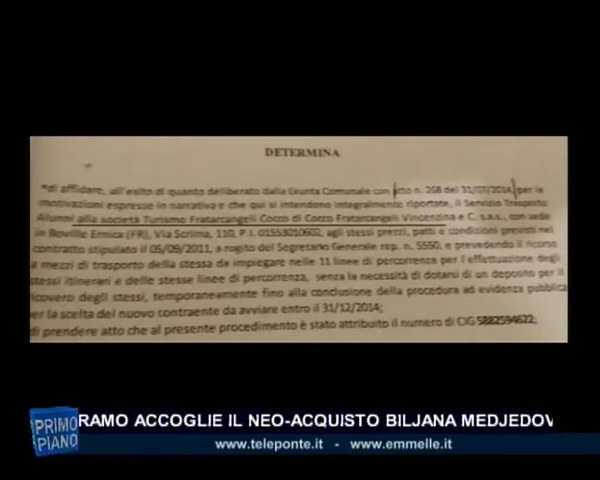 DETERMINA
"di affidare, all'esito di quanto deliberato dalla Giunta Comunale con atto n. 268 del 31/07/2014 per le
motivazioni espresse in narrativa e che qui si intendono integralmente riportate, il Servizio Trasporto
Alunni alla società Turismo Fratarcangeli Cocco di Cocco Fratarcangeli Vincenzina e C. s.a.s., con sede
in Boville Ernica (FR), Via Scrima, 110, P.I. 01553010602, agli stessi prezzi, patti e condizioni previsti nel
contratto stipulato il 05/09/2011, a rogito del Segretario Generale rep. n. 5550, e prevedendo il ricorso
a mezzi di trasporto della stessa da impiegare nelle 11 linee di percorrenza per l'effettuazione degli
stessi itinerari e delle stesse linee di percorrenza, senza la necessità di dotarsi di un deposito per il
ricovero degli stessi, temporaneamente fino alla conclusione della procedura ad evidenza pubblica
per la scelta del nuovo contraente da avviare entro il 31/12/2014;
di prendere atto che al presente procedimento è stato attribuito il numero di CIG 5882594622;
PRIMO
PIANO
RAMO ACCOGLIE IL NEO-ACQUISTO BILJANA MEDJEDOV
www.teleponte.it - www.emmelle.it